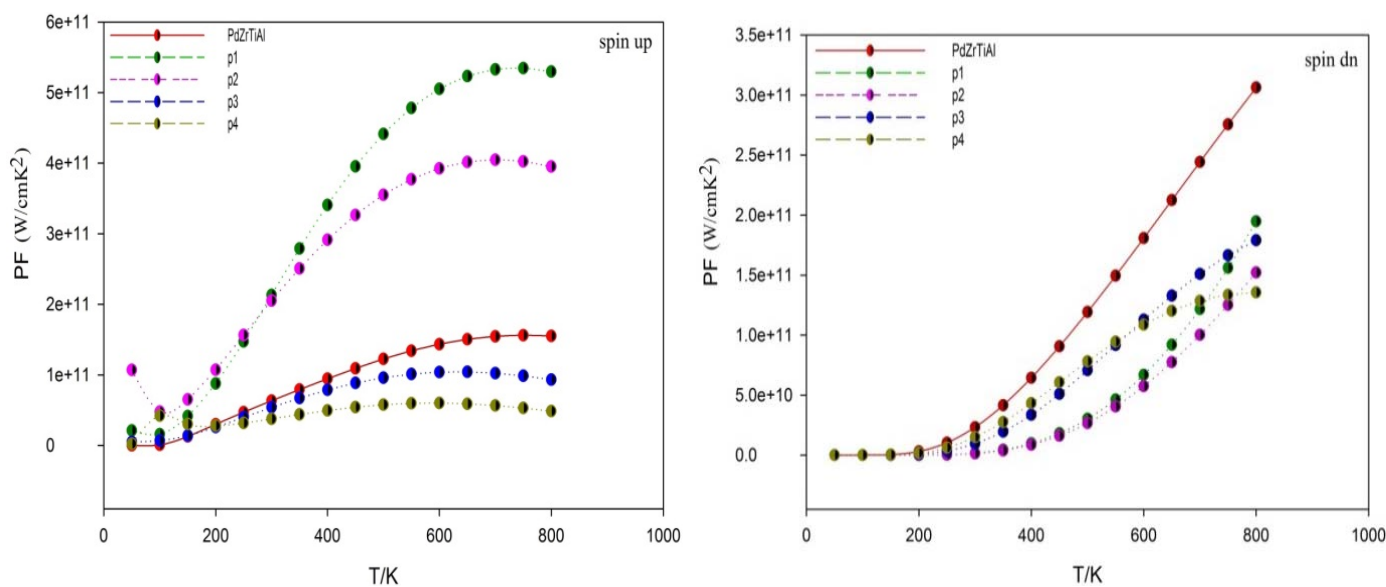 6e+11
5e+11
4e+11
3e+11
2e+11
1e+11
0
PF (W/cmK²)
PdZrTiAl
p1
p2
p3
p4
spin up
0 200 400 600 800 1000
T/K
3.5e+11
3.0e+11
2.5e+11
2.0e+11
1.5e+11
1.0e+11
5.0e+10
0.0
PF (W/cmK²)
PdZrTiAl
p1
p2
p3
p4
spin dn
0 200 400 600 800 1000
T/K